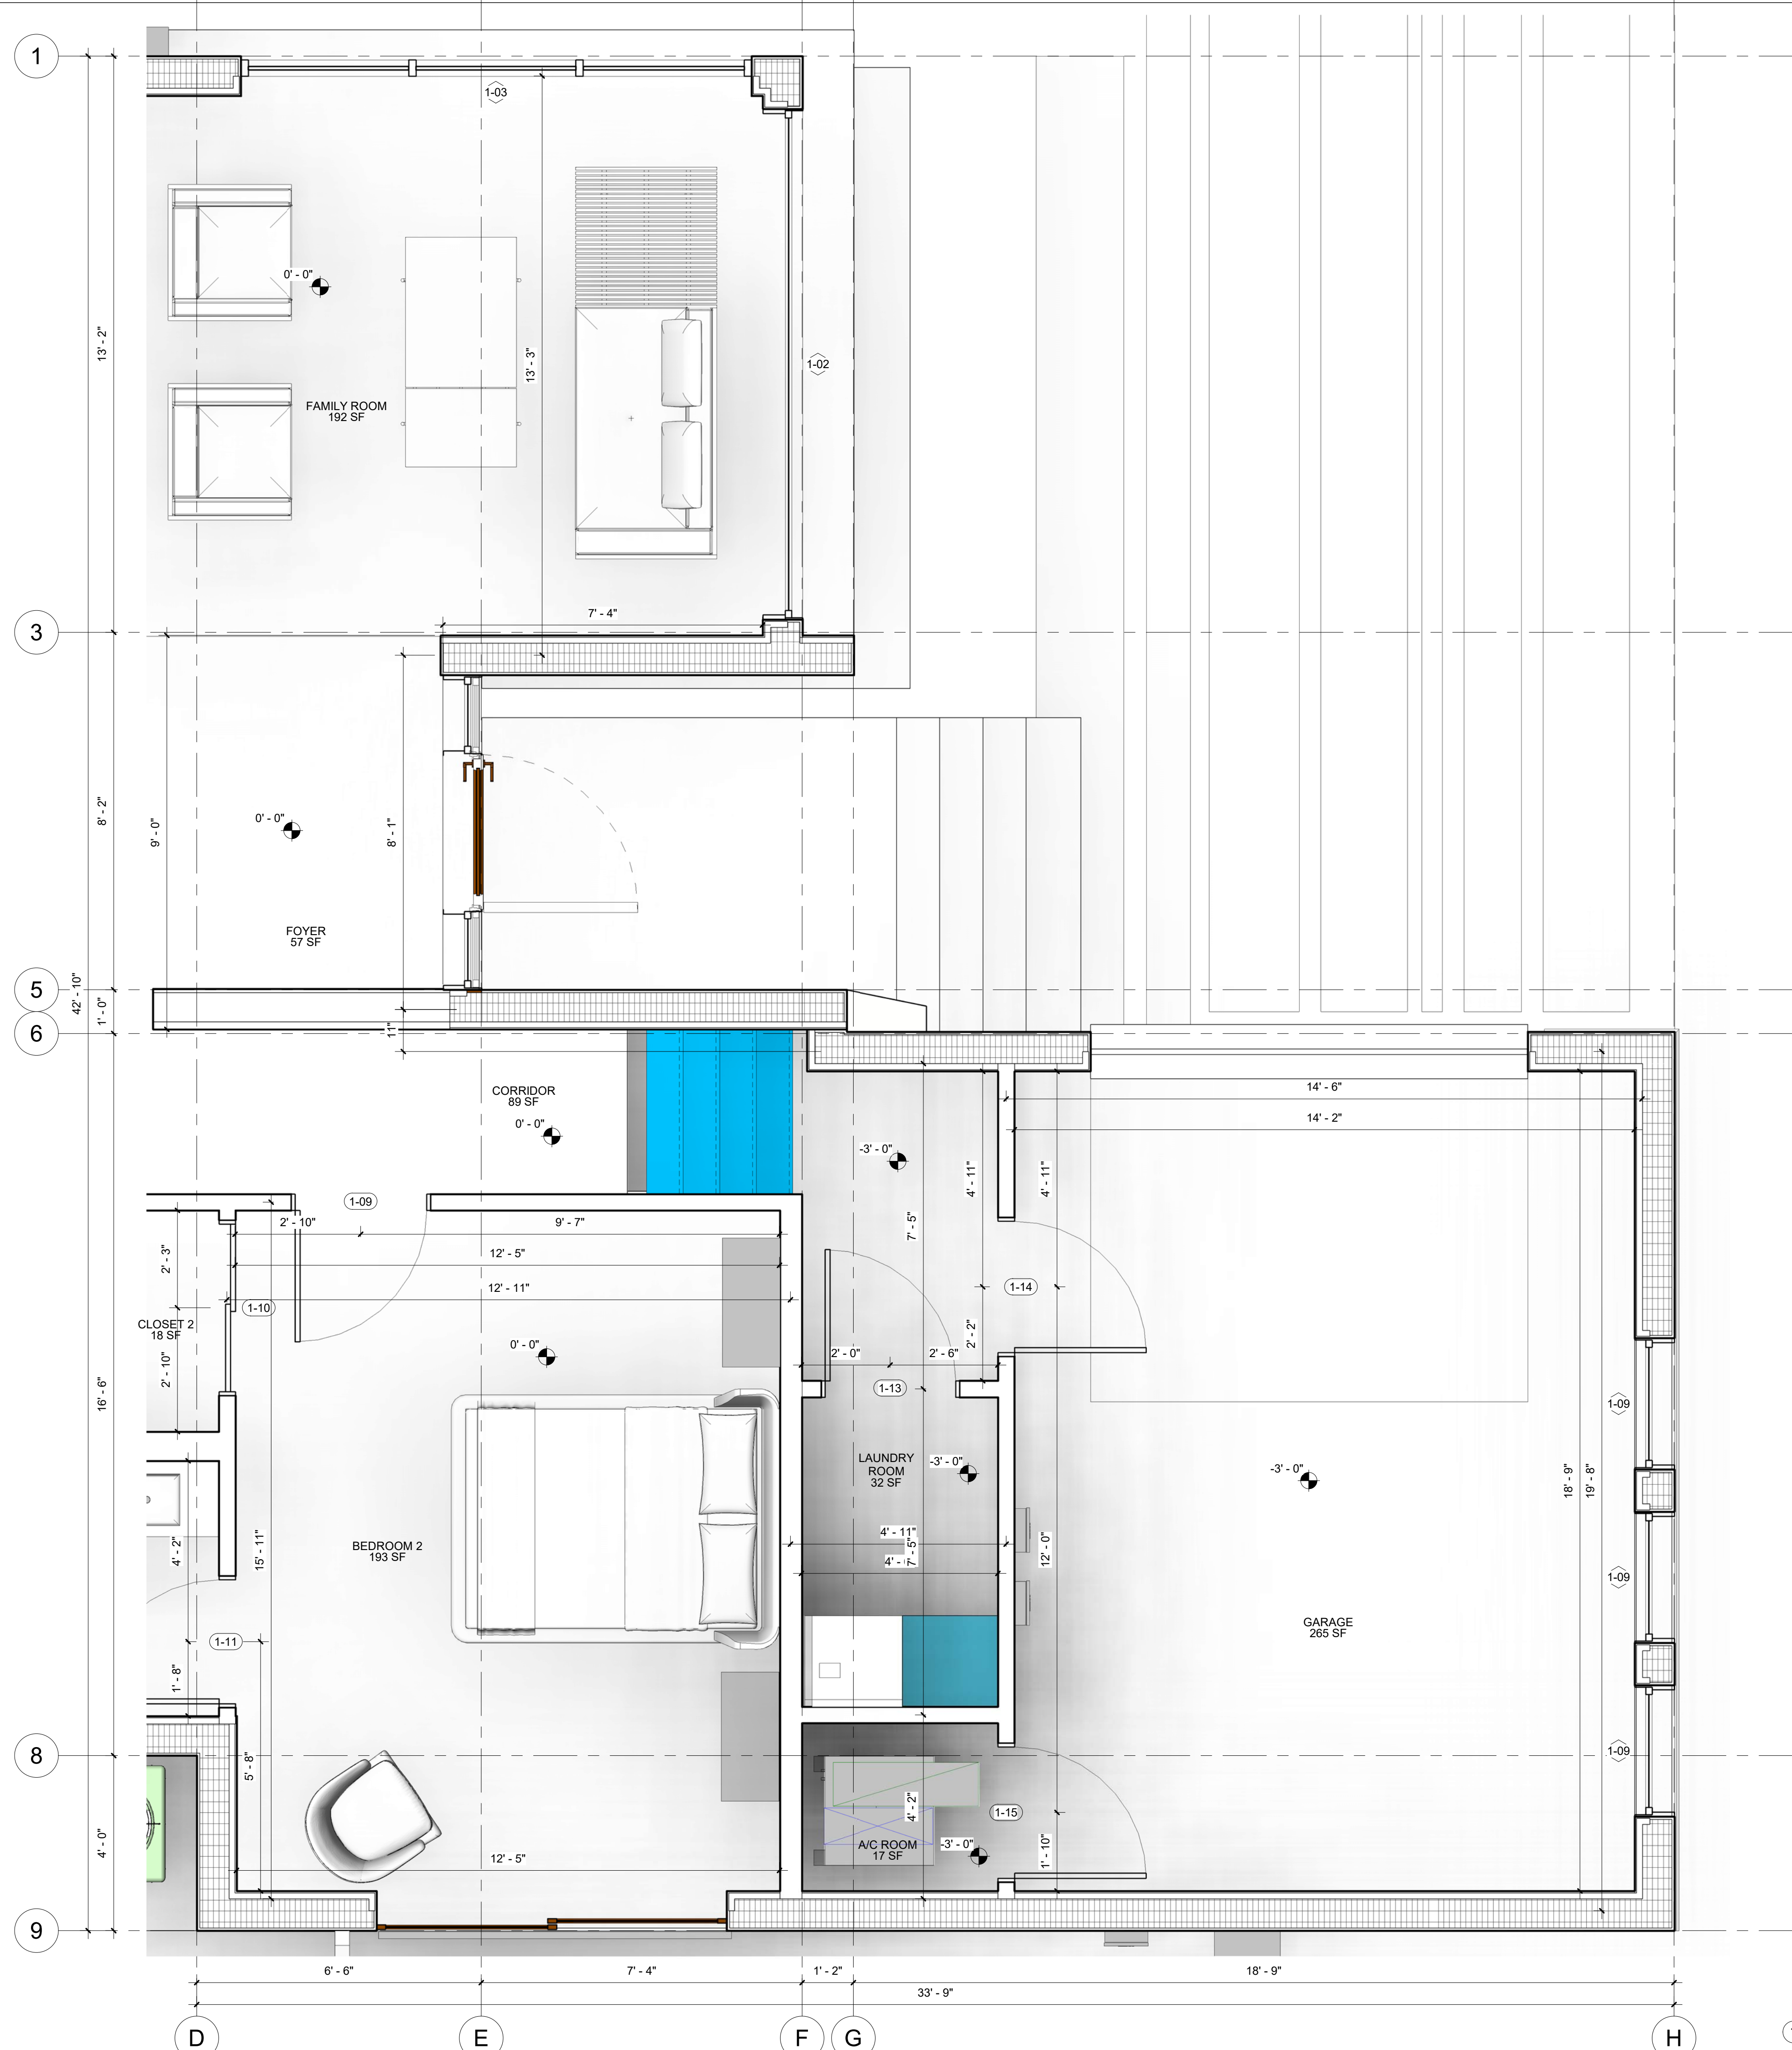 1
1-03
0' - 0"
13' - 2"
13' - 3"
1-02
FAMILY ROOM
192 SF
7' - 4"
3
8' - 2"
9' - 0"
8' - 1"
0' - 0"
FOYER
57 SF
42' - 10"
5
1' - 0"
6
11"
CORRIDOR
89 SF
0' - 0"
14' - 6"
14' - 2"
-3' - 0"
4' - 11"
4' - 11"
1-09
2' - 10"
9' - 7"
7' - 5"
2' - 3"
12' - 5"
12' - 11"
1-14
1-10
CLOSET 2
18 SF
0' - 0"
2' - 2"
2' - 0"
2' - 6"
2' - 10"
1-13
16' - 6"
1-09
LAUNDRY
ROOM
32 SF
-3' - 0"
-3' - 0"
18' - 9"
19' - 8"
4' - 2"
15' - 11"
BEDROOM 2
193 SF
4' - 11"
7' - 5"
4' -
12' - 0"
1-09
1-11
GARAGE
265 SF
1' - 8"
8
5' - 8"
1-09
4' - 2"
1-15
4' - 0"
12' - 5"
A/C ROOM
17 SF
-3' - 0"
1' - 10"
9
6' - 6"
7' - 4"
1' - 2"
18' - 9"
33' - 9"
D
E
F
G
H